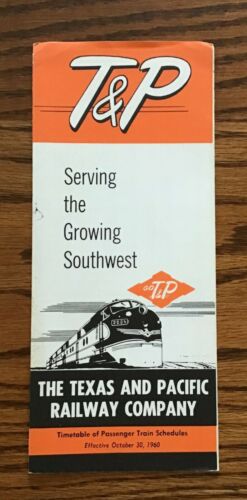 T&P
Serving
the
Growing
Southwest
GO
T&P
THE TEXAS AND PACIFIC
RAILWAY COMPANY
Timetable of Passenger Train Schedules
Effective October 30, 1960